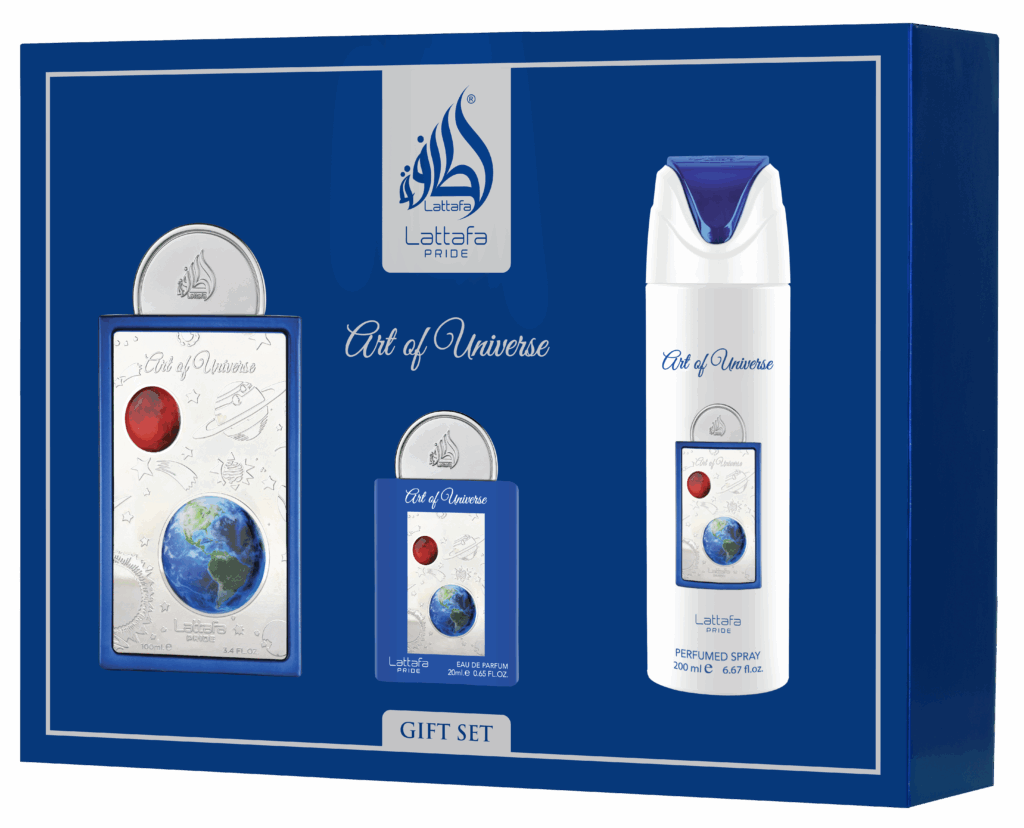 ®
لطافة
Lattafa
Lattafa
PRIDE
Art of Universe
لطافة
Art of Universe
Lattafa
PRIDE
100ml e 3.4 FL.OZ
لطافة
Art of Universe
Lattafa
PRIDE
EAU DE PARFUM
20ml e 0.65 FL.OZ.
Art of Universe
Art of Universe
Lattafa
PRIDE
PERFUMED SPRAY
200 ml e 6.67 fl.oz.
GIFT SET